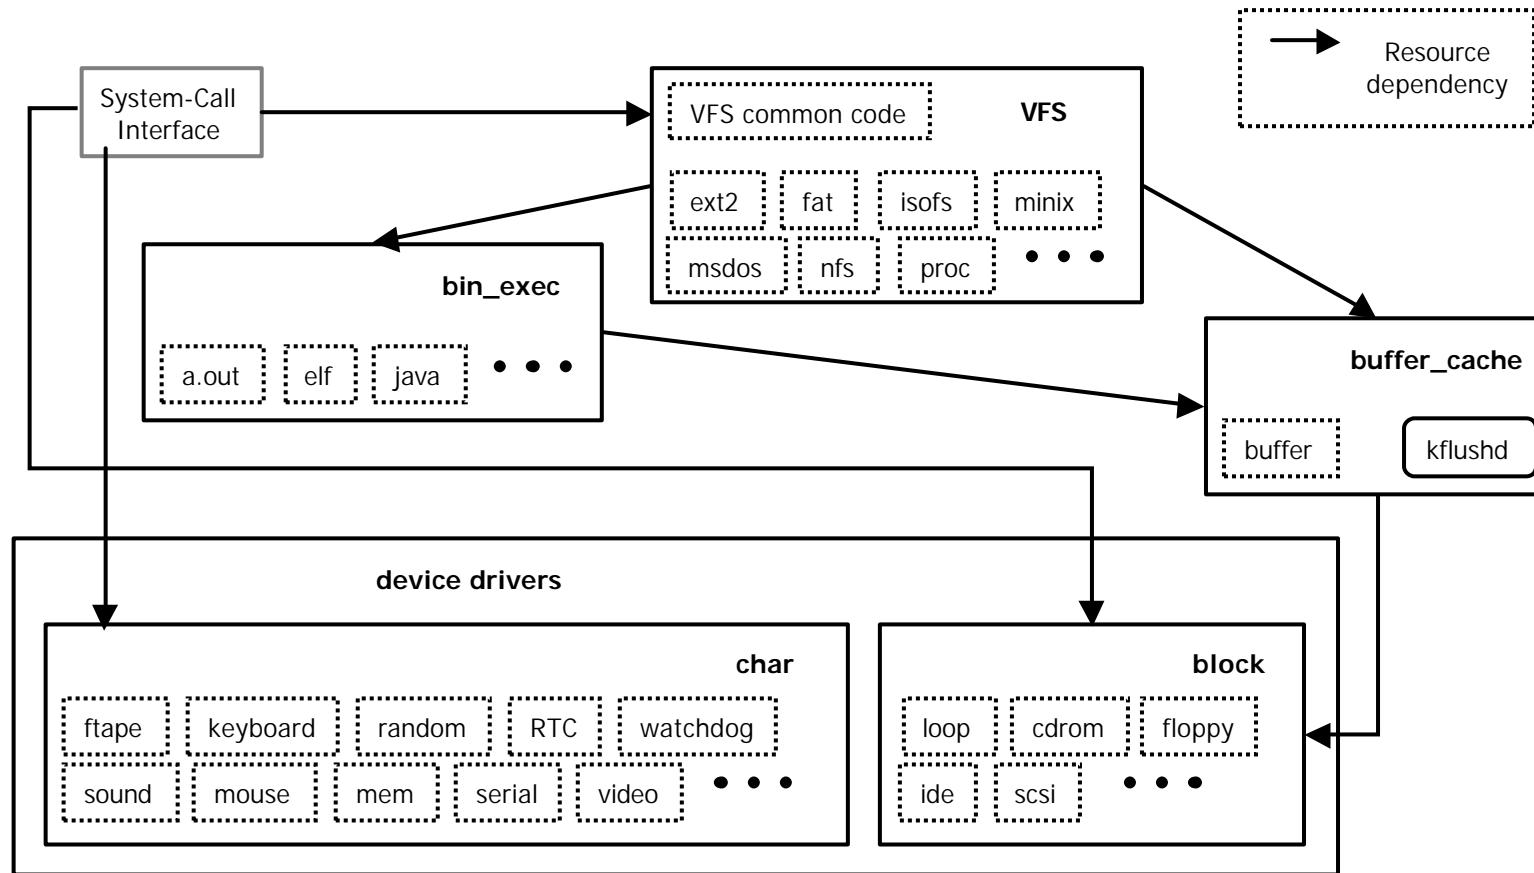 Resource
dependency
System-Call
Interface
VFS common code
VFS
ext2
fat
isofs
minix
msdos
nfs
proc
bin_exec
a.out
elf
java
buffer_cache
buffer
kflushd
device drivers
char
ftape
keyboard
random
RTC
watchdog
sound
mouse
mem
serial
video
block
loop
cdrom
floppy
ide
scsi